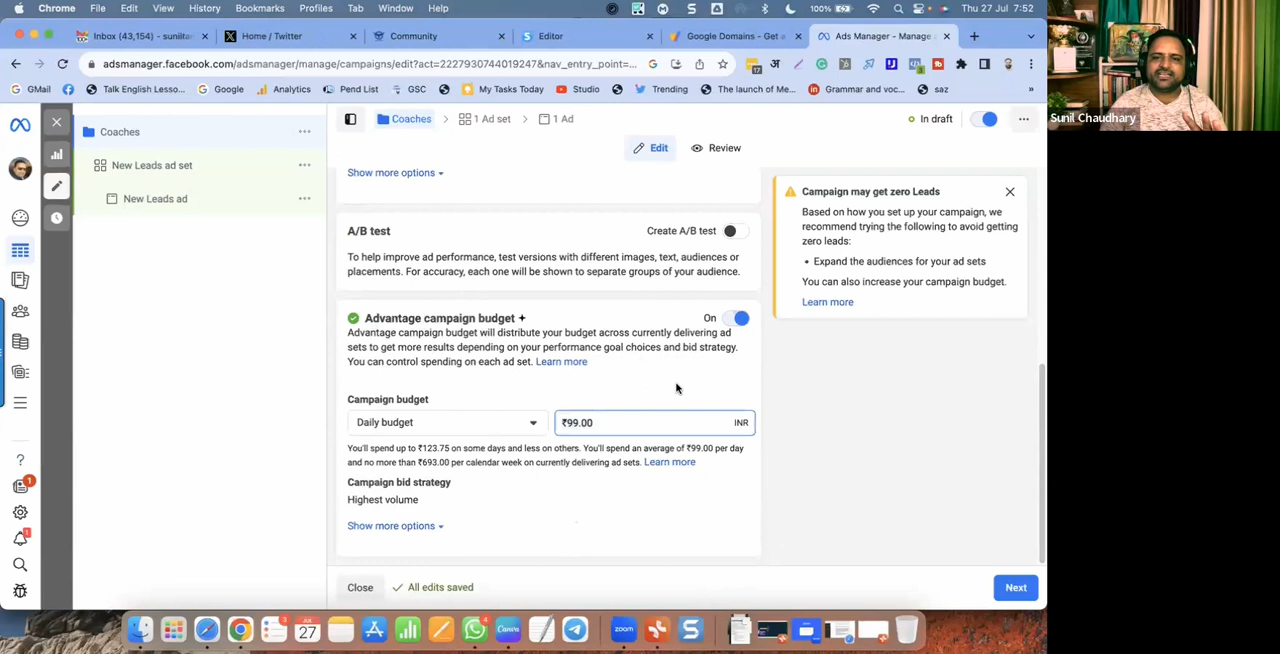 Chrome File Edit View History Bookmarks Profiles Tab Window Help
100% Thu 27 Jul 7:52
Inbox (43,154) - suniltan
Home / Twitter
Community
Editor
Google Domains - Get a
Ads Manager - Manage
adsmanager.facebook.com/adsmanager/manage/campaigns/edit?act=2227930744019247&nav_entry_point=...
GMail
Talk English Lesso...
Google
Analytics
Pend List
GSC
My Tasks Today
Studio
Trending
The launch of Me...
Grammar and voc...
saz
»
Sunil Chaudhary
Coaches
New Leads ad set
New Leads ad
Coaches > 1 Ad set > 1 Ad
In draft
Edit
Review
Show more options
A/B test
Create A/B test
To help improve ad performance, test versions with different images, text, audiences or
placements. For accuracy, each one will be shown to separate groups of your audience.
Advantage campaign budget +
On
Advantage campaign budget will distribute your budget across currently delivering ad
sets to get more results depending on your performance goal choices and bid strategy.
You can control spending on each ad set. Learn more
Campaign budget
Daily budget
₹99.00
INR
You'll spend up to ₹123.75 on some days and less on others. You'll spend an average of ₹99.00 per day
and no more than ₹693.00 per calendar week on currently delivering ad sets. Learn more
Campaign bid strategy
Highest volume
Show more options
Campaign may get zero Leads
Based on how you set up your campaign, we
recommend trying the following to avoid getting
zero leads:
• Expand the audiences for your ad sets
You can also increase your campaign budget.
Learn more
Close
All edits saved
Next
JUL
27
zoom
Canva